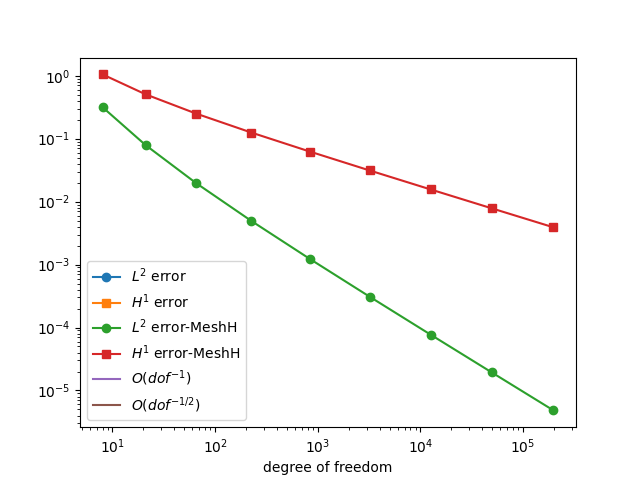 10⁰
10⁻¹
10⁻²
10⁻³
10⁻⁴
10⁻⁵
L² error
H¹ error
L² error-MeshH
H¹ error-MeshH
O(dof⁻¹)
O(dof⁻¹/²)
10¹ 10² 10³ 10⁴ 10⁵
degree of freedom